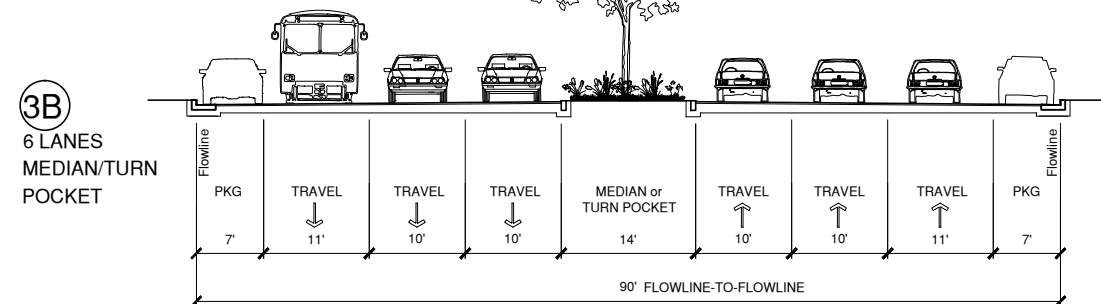 3B
6 LANES
MEDIAN/TURN
POCKET
Flowline
Flowline
PKG
TRAVEL
TRAVEL
TRAVEL
MEDIAN or
TURN POCKET
TRAVEL
TRAVEL
TRAVEL
PKG
7'
11'
10'
10'
14'
10'
10'
11'
7'
90' FLOWLINE-TO-FLOWLINE